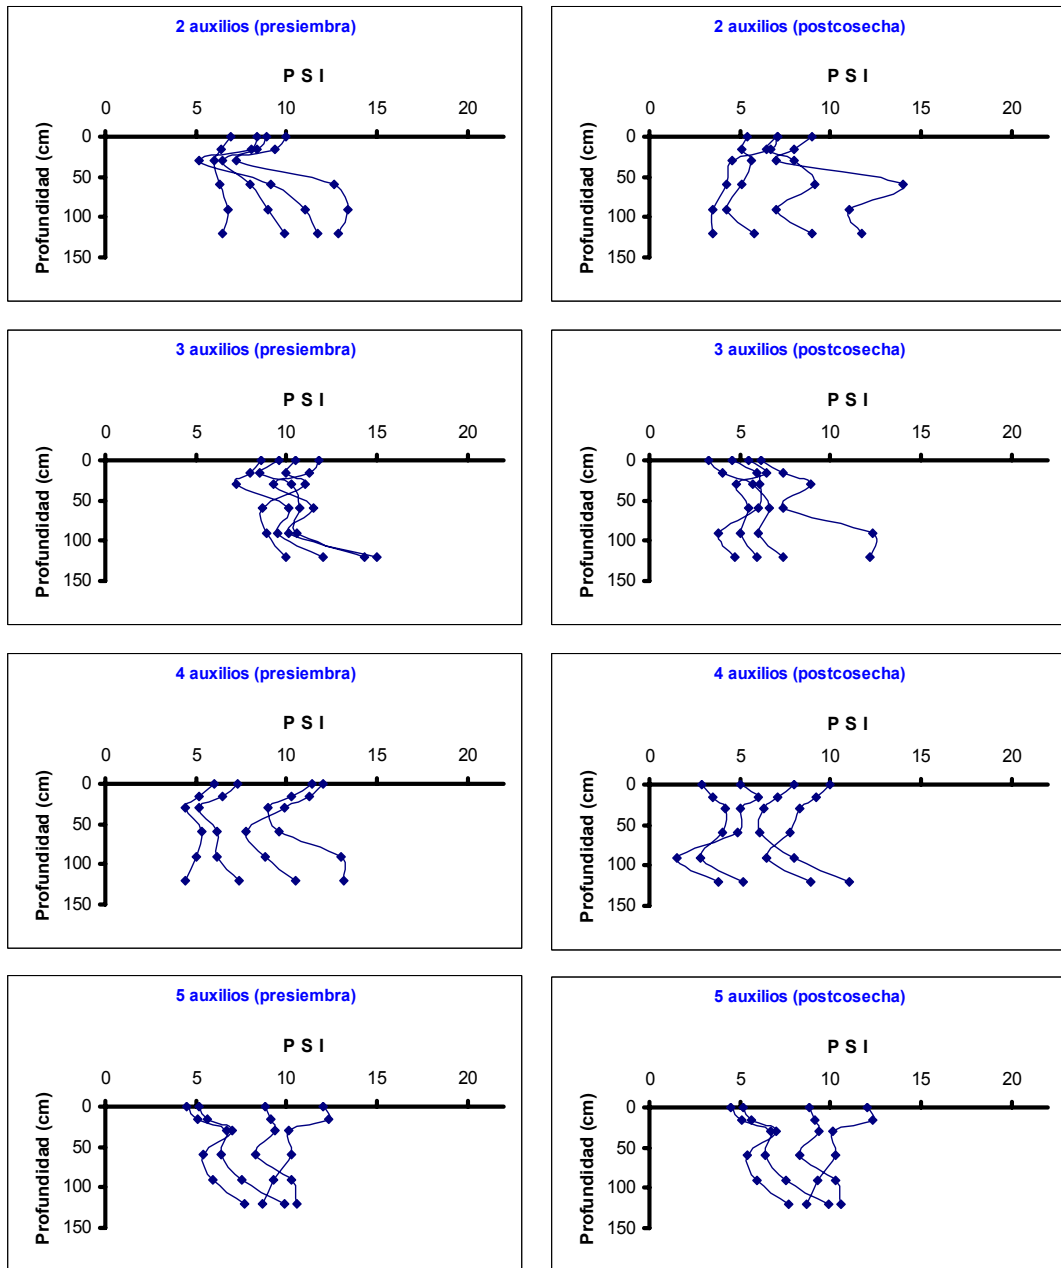 2 auxilios (presiembra)
P S I
0 5 10 15 20
0
50
100
150
Profundidad (cm)
2 auxilios (postcosecha)
P S I
0 5 10 15 20
0
50
100
150
Profundidad (cm)
3 auxilios (presiembra)
P S I
0 5 10 15 20
0
50
100
150
Profundidad (cm)
3 auxilios (postcosecha)
P S I
0 5 10 15 20
0
50
100
150
Profundidad (cm)
4 auxilios (presiembra)
P S I
0 5 10 15 20
0
50
100
150
Profundidad (cm)
4 auxilios (postcosecha)
P S I
0 5 10 15 20
0
50
100
150
Profundidad (cm)
5 auxilios (presiembra)
P S I
0 5 10 15 20
0
50
100
150
Profundidad (cm)
5 auxilios (postcosecha)
P S I
0 5 10 15 20
0
50
100
150
Profundidad (cm)